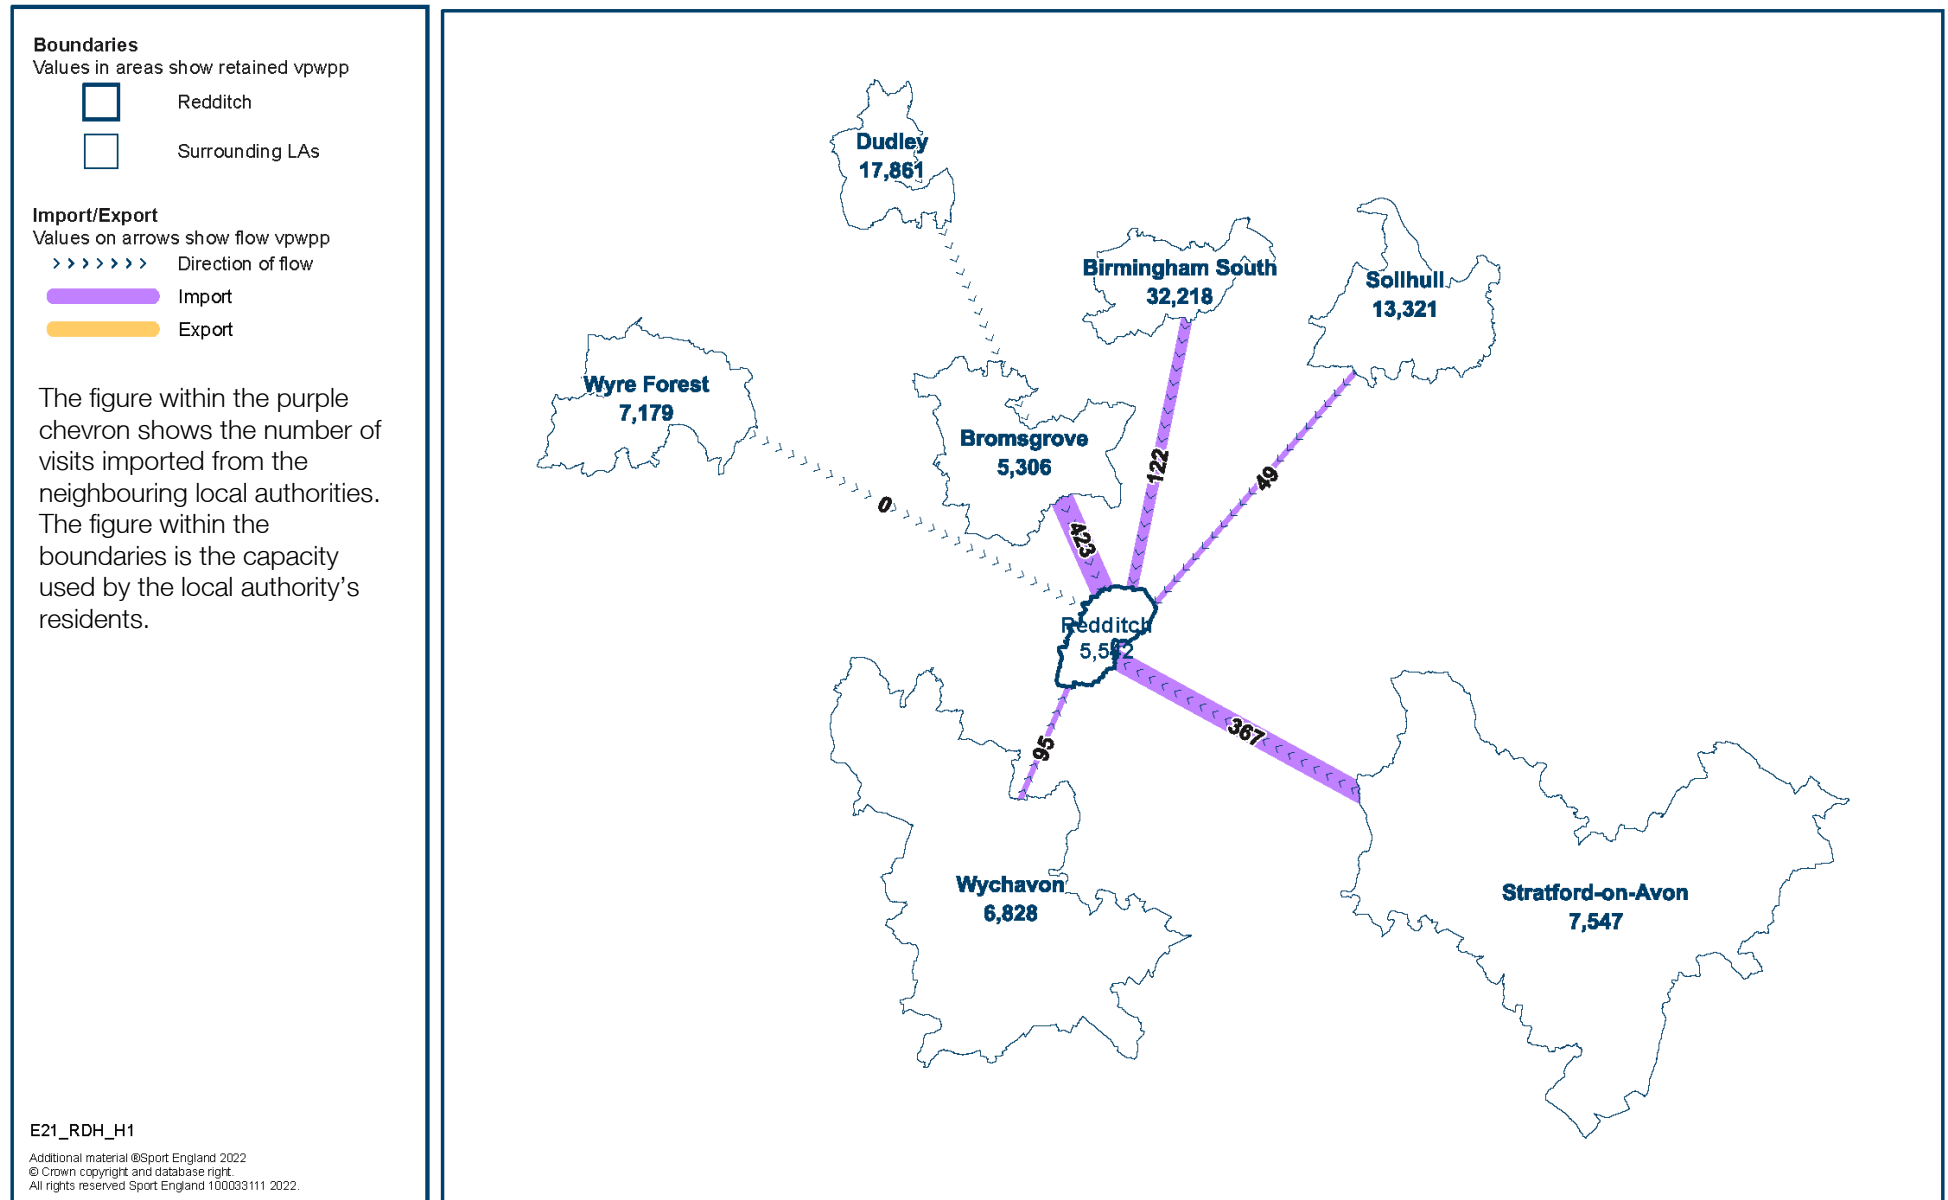 Boundaries
Values in areas show retained vpwpp
Redditch
Surrounding LAs
Import/Export
Values on arrows show flow vpwpp
Direction of flow
Import
Export
The figure within the purple
chevron shows the number of
visits imported from the
neighbouring local authorities.
The figure within the
boundaries is the capacity
used by the local authority’s
residents.
E21_RDH_H1
Additional material ®Sport England 2022
© Crown copyright and database right.
All rights reserved Sport England 100033111 2022.
Dudley
17,861
Birmingham South
32,218
Solihull
13,321
Wyre Forest
7,179
Bromsgrove
5,306
0
423
122
49
Redditch
95
367
Wychavon
6,828
Stratford-on-Avon
7,547